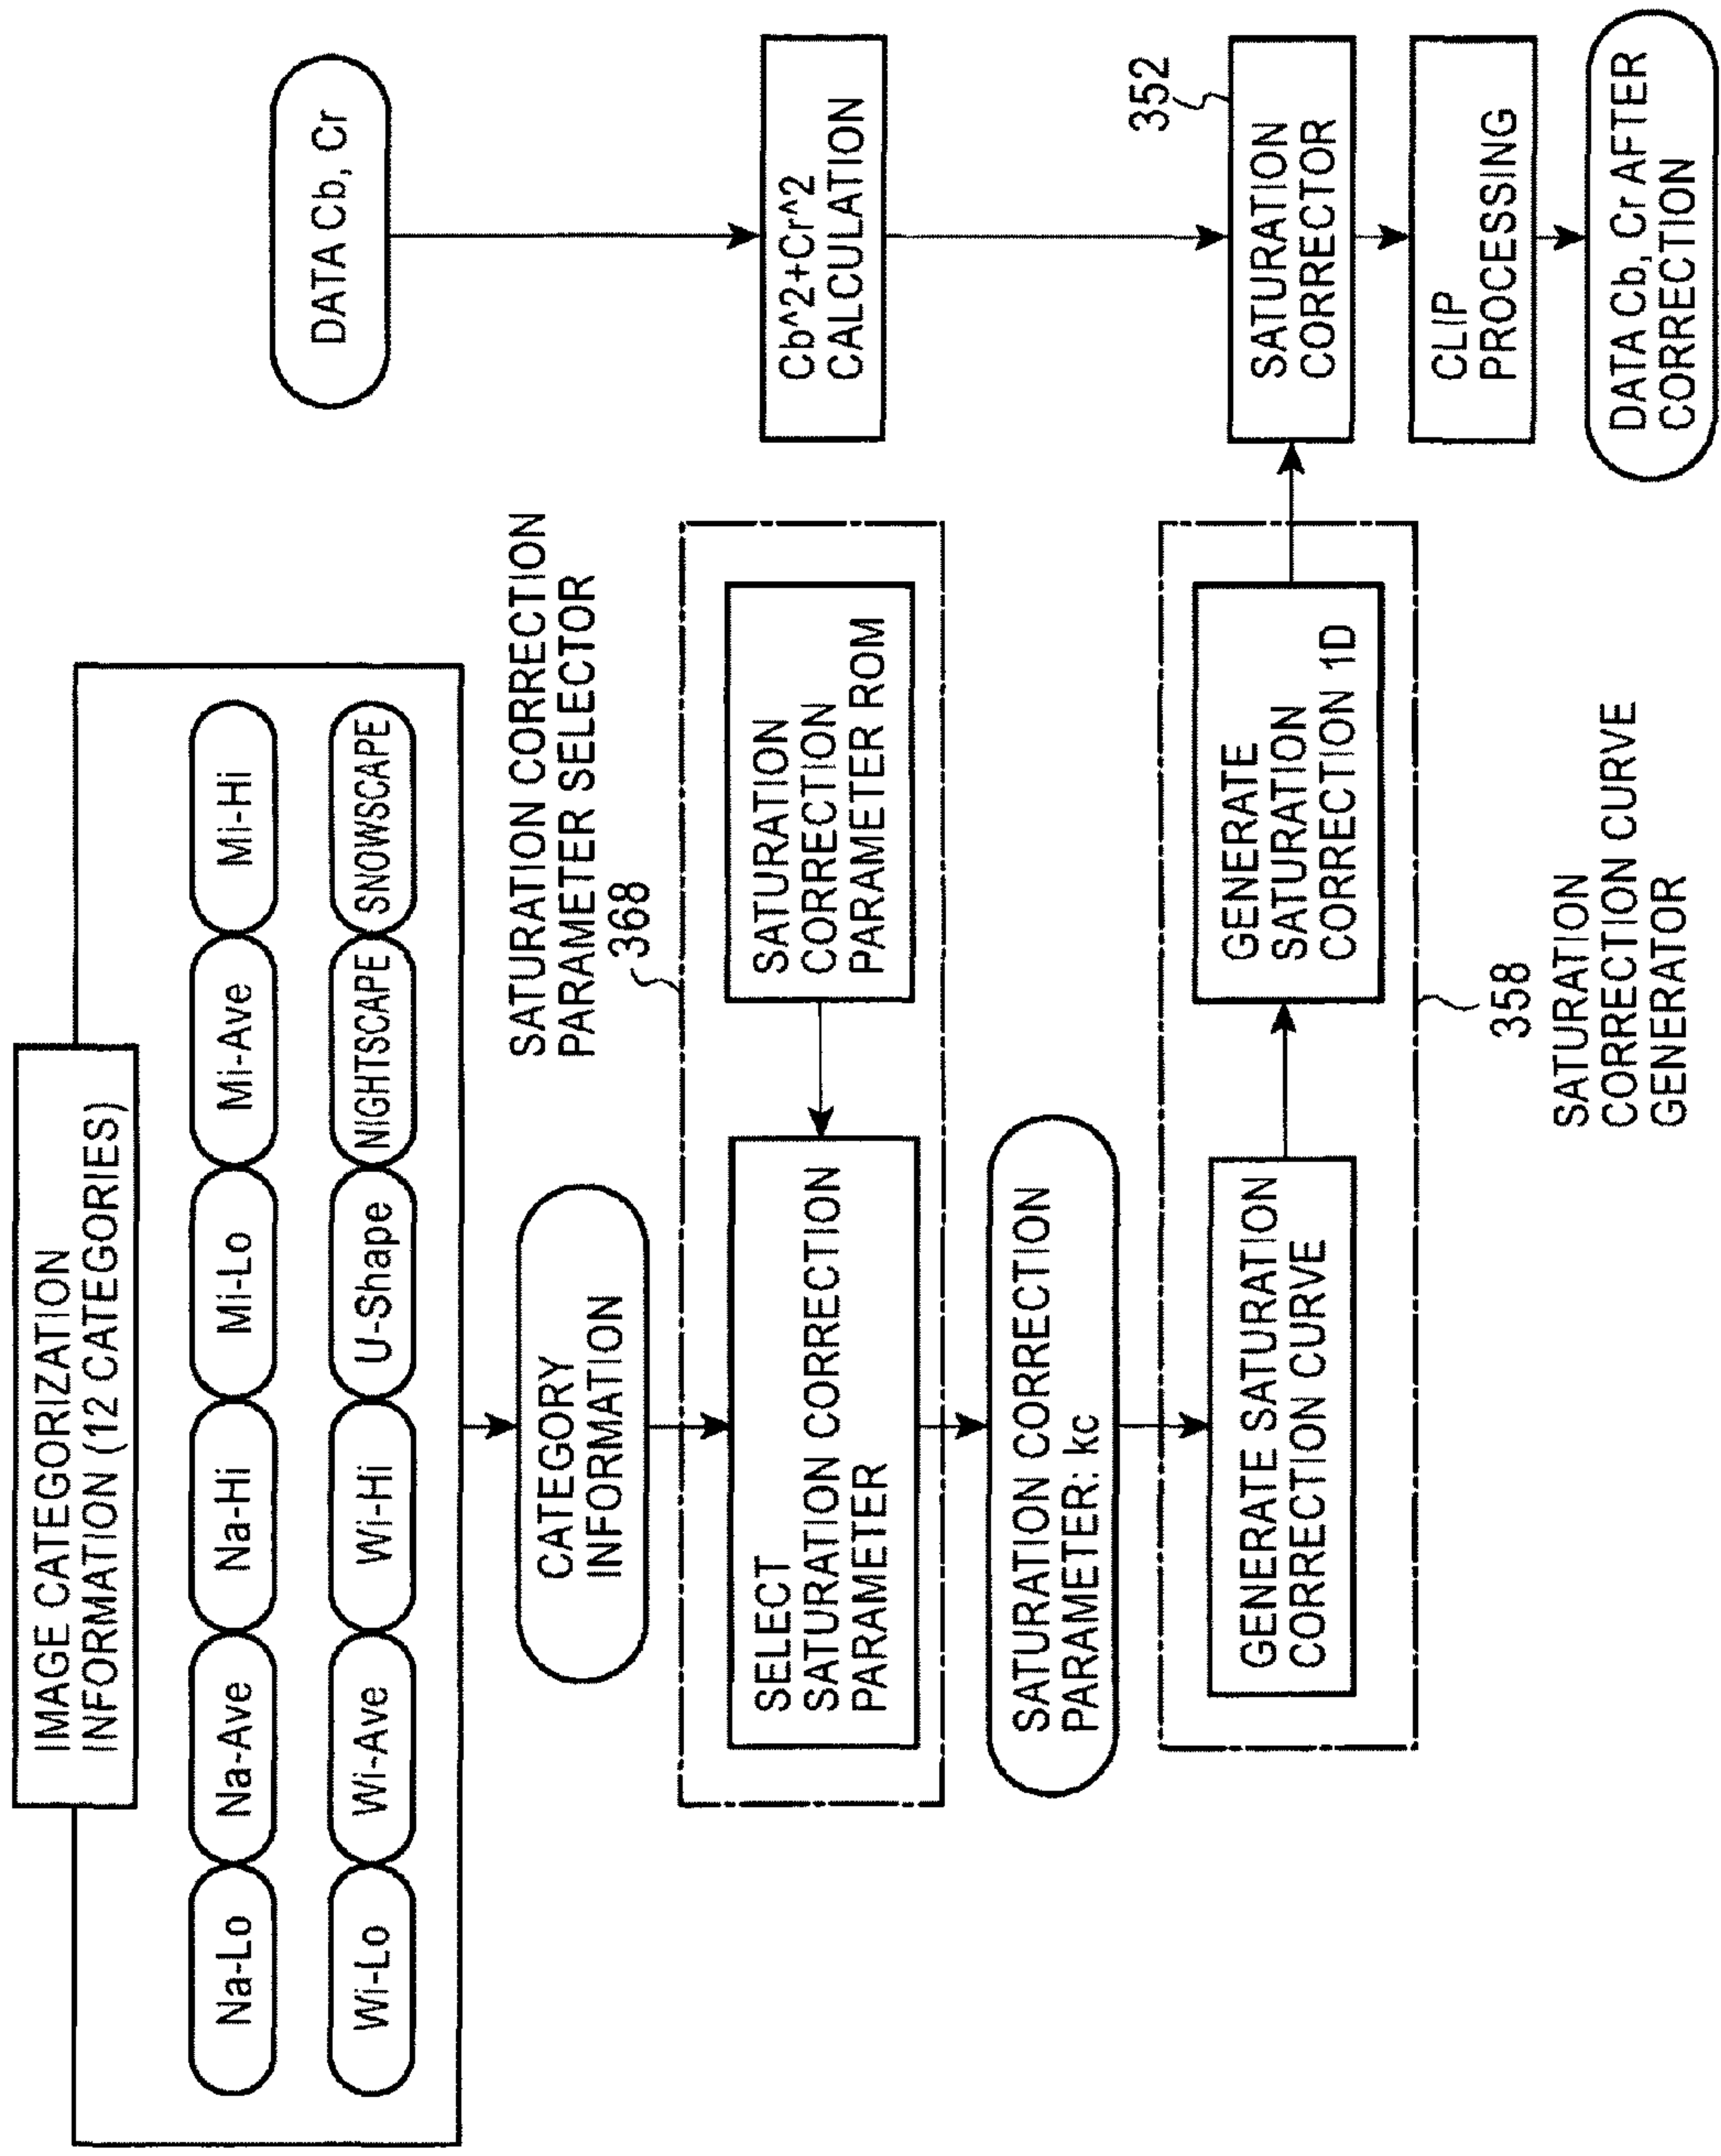 IMAGE CATEGORIZATION
INFORMATION (12 CATEGORIES)
Na-Lo
Na-Ave
Na-Hi
Mi-Lo
Mi-Ave
Mi-Hi
Wi-Lo
Wi-Ave
Wi-Hi
U-Shape
NIGHTSCAPE
SNOWSCAPE
DATA Cb, Cr
CATEGORY
INFORMATION
SATURATION CORRECTION
PARAMETER SELECTOR
368
SELECT
SATURATION CORRECTION
PARAMETER
SATURATION
CORRECTION
PARAMETER ROM
Cb^2+Cr^2
CALCULATION
SATURATION CORRECTION
PARAMETER: kc
GENERATE SATURATION
CORRECTION CURVE
GENERATE
SATURATION
CORRECTION 1D
352
SATURATION
CORRECTOR
358
SATURATION
CORRECTION CURVE
GENERATOR
CLIP
PROCESSING
DATA Cb, Cr AFTER
CORRECTION